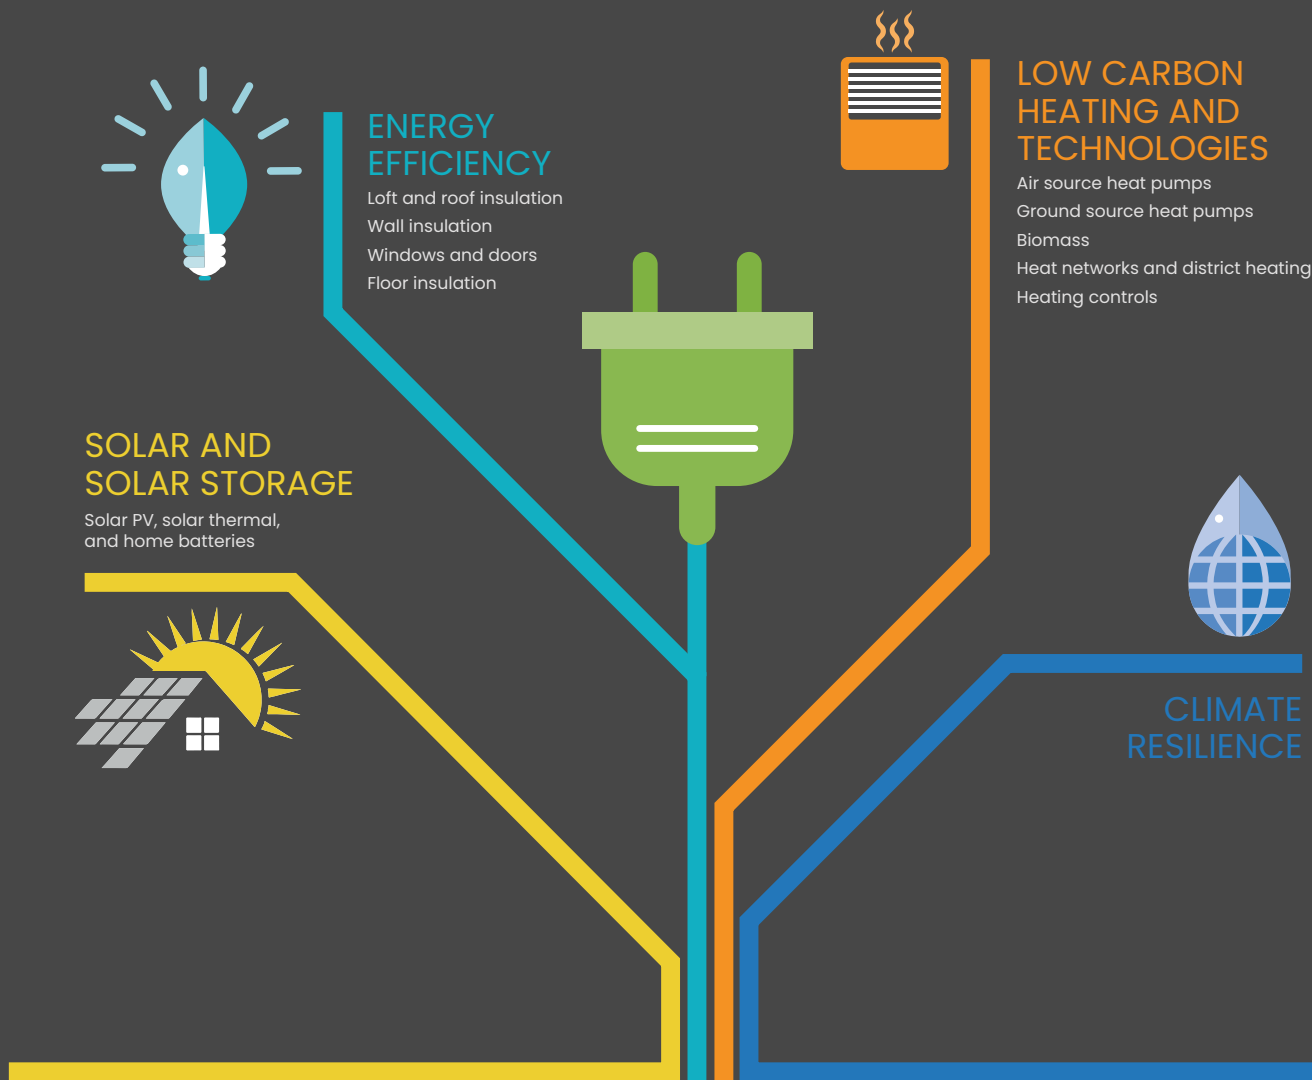 ENERGY
EFFICIENCY
Loft and roof insulation
Wall insulation
Windows and doors
Floor insulation
LOW CARBON
HEATING AND
TECHNOLOGIES
Air source heat pumps
Ground source heat pumps
Biomass
Heat networks and district heating
Heating controls
SOLAR AND
SOLAR STORAGE
Solar PV, solar thermal,
and home batteries
CLIMATE
RESILIENCE